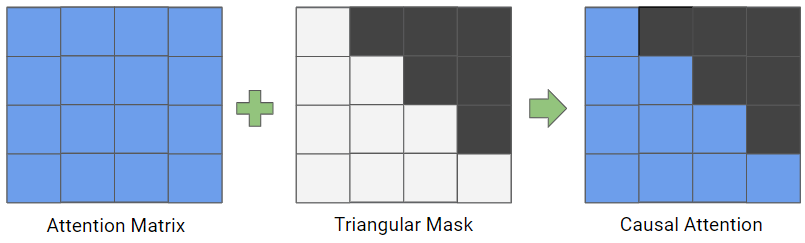 Attention Matrix
Triangular Mask
Causal Attention